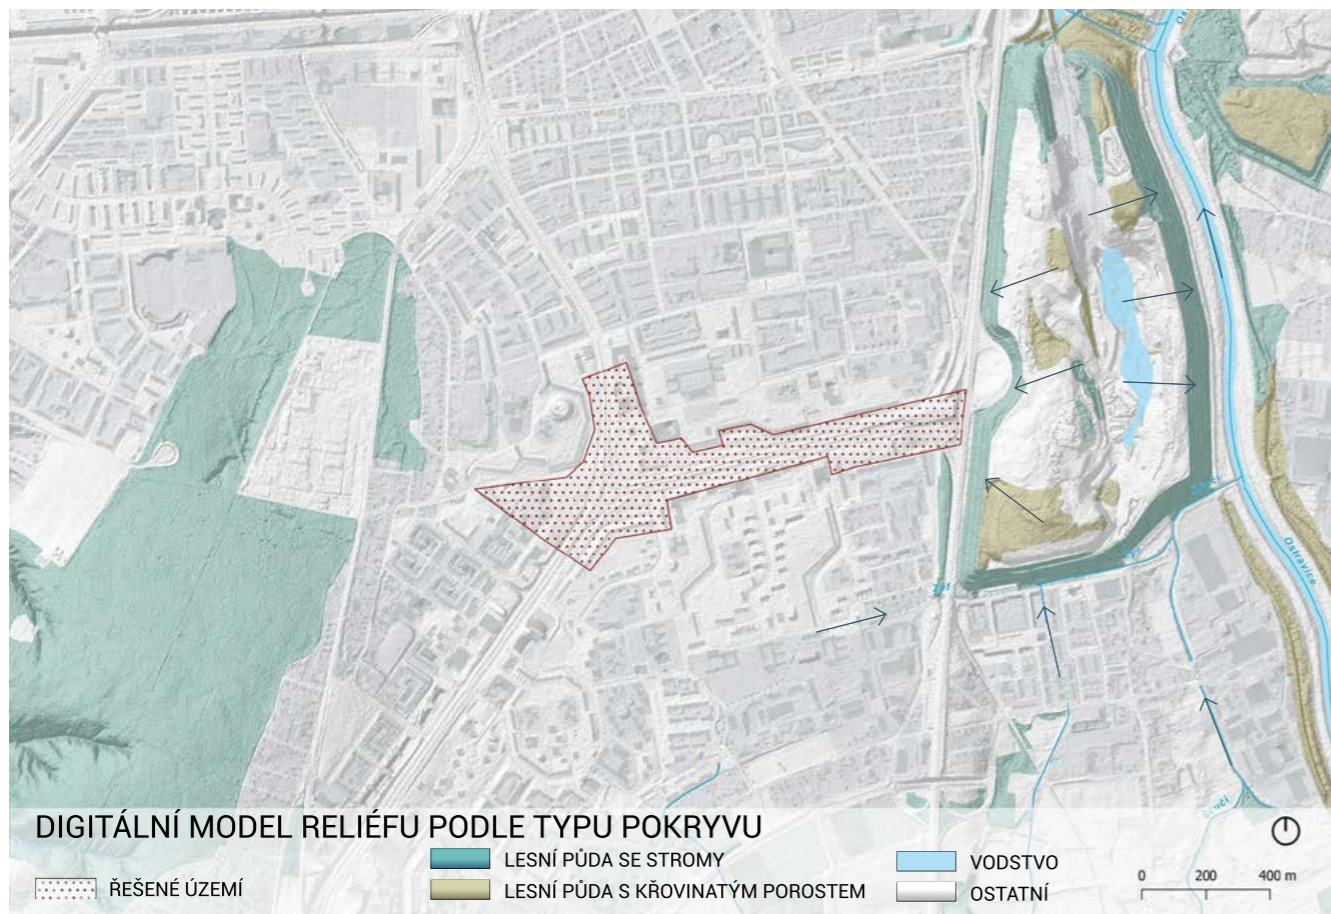 Ostravice
DIGITÁLNÍ MODEL RELIÉFU PODLE TYPU POKRYVU
ŘEŠENÉ ÚZEMÍ
LESNÍ PŮDA SE STROMY
LESNÍ PŮDA S KŘOVINATÝM POROSTEM
VODSTVO
OSTATNÍ
0 200 400 m